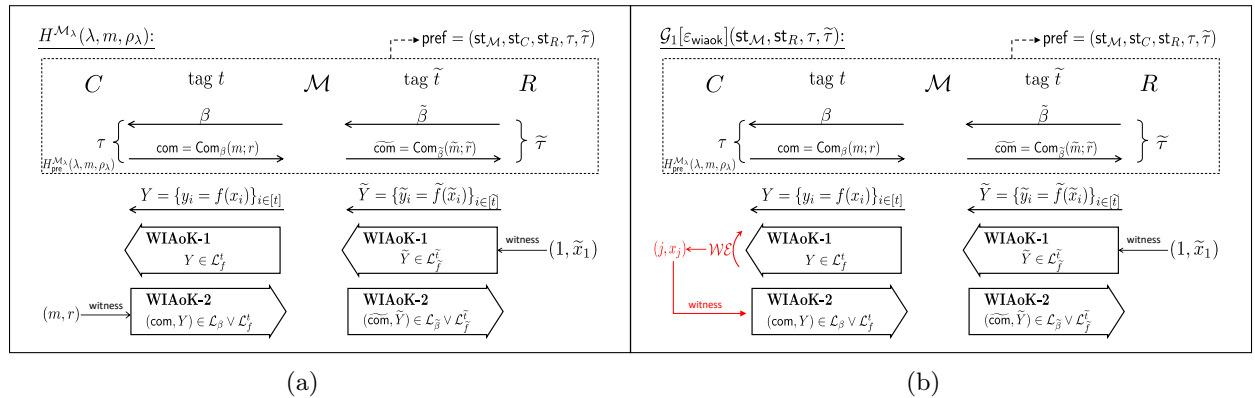 H^{M_λ}(λ, m, ρ_λ):
pref = (st_M, st_C, st_R, τ, τ̃)
C tag t M tag t̃ R
β β̃
τ { } τ̃
com = Com_β(m; r) c͠om = Com_β̃(m̃; r̃)
H_pre^{M_λ}(λ, m, ρ_λ)
Y = {y_i = f(x_i)}_{i∈[t]} Ỹ = {ỹ_i = f̃(x̃_i)}_{i∈[t̃]}
WIAoK-1 WIAoK-1 witness
Y ∈ L_f^t Ỹ ∈ L_f̃^t̃ (1, x̃_1)
witness WIAoK-2 WIAoK-2
(m, r) (com, Y) ∈ L_β ∨ L_f^t (c͠om, Ỹ) ∈ L_β̃ ∨ L_f̃^t̃
(a)
G_1[ε_wiaok](st_M, st_R, τ, τ̃):
pref = (st_M, st_C, st_R, τ, τ̃)
C tag t M tag t̃ R
β β̃
τ { } τ̃
com = Com_β(m; r) c͠om = Com_β̃(m̃; r̃)
H_pre^{M_λ}(λ, m, ρ_λ)
Y = {y_i = f(x_i)}_{i∈[t]} Ỹ = {ỹ_i = f̃(x̃_i)}_{i∈[t̃]}
WIAoK-1 WIAoK-1 witness
(j, x_j) WE Y ∈ L_f^t Ỹ ∈ L_f̃^t̃ (1, x̃_1)
witness WIAoK-2 WIAoK-2
(com, Y) ∈ L_β ∨ L_f^t (c͠om, Ỹ) ∈ L_β̃ ∨ L_f̃^t̃
(b)